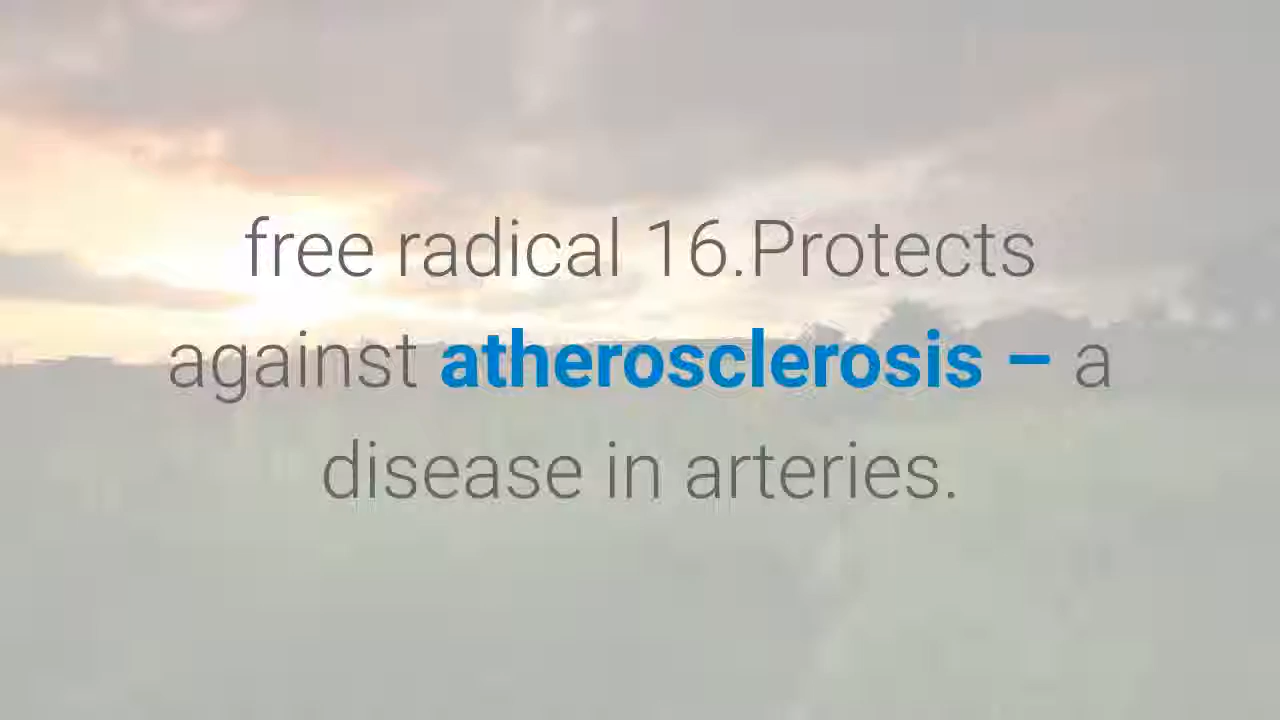 free radical 16.Protects
against atherosclerosis – a
disease in arteries.